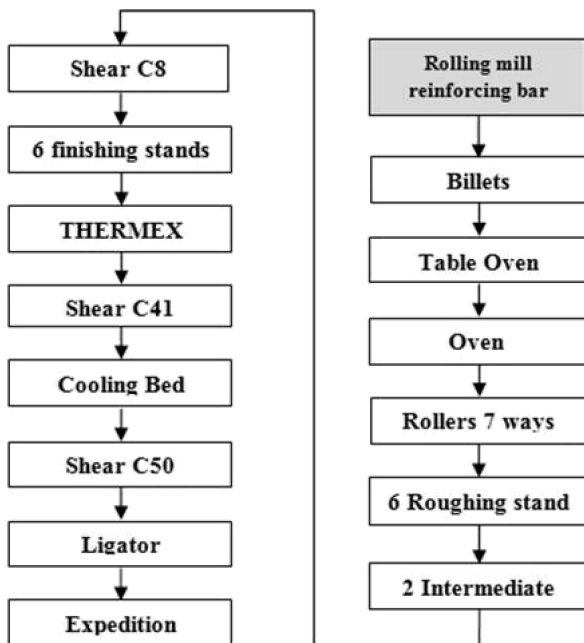 Rolling mill
reinforcing bar
Billets
Table Oven
Oven
Rollers 7 ways
6 Roughing stand
2 Intermediate
Shear C8
6 finishing stands
THERMEX
Shear C41
Cooling Bed
Shear C50
Ligator
Expedition